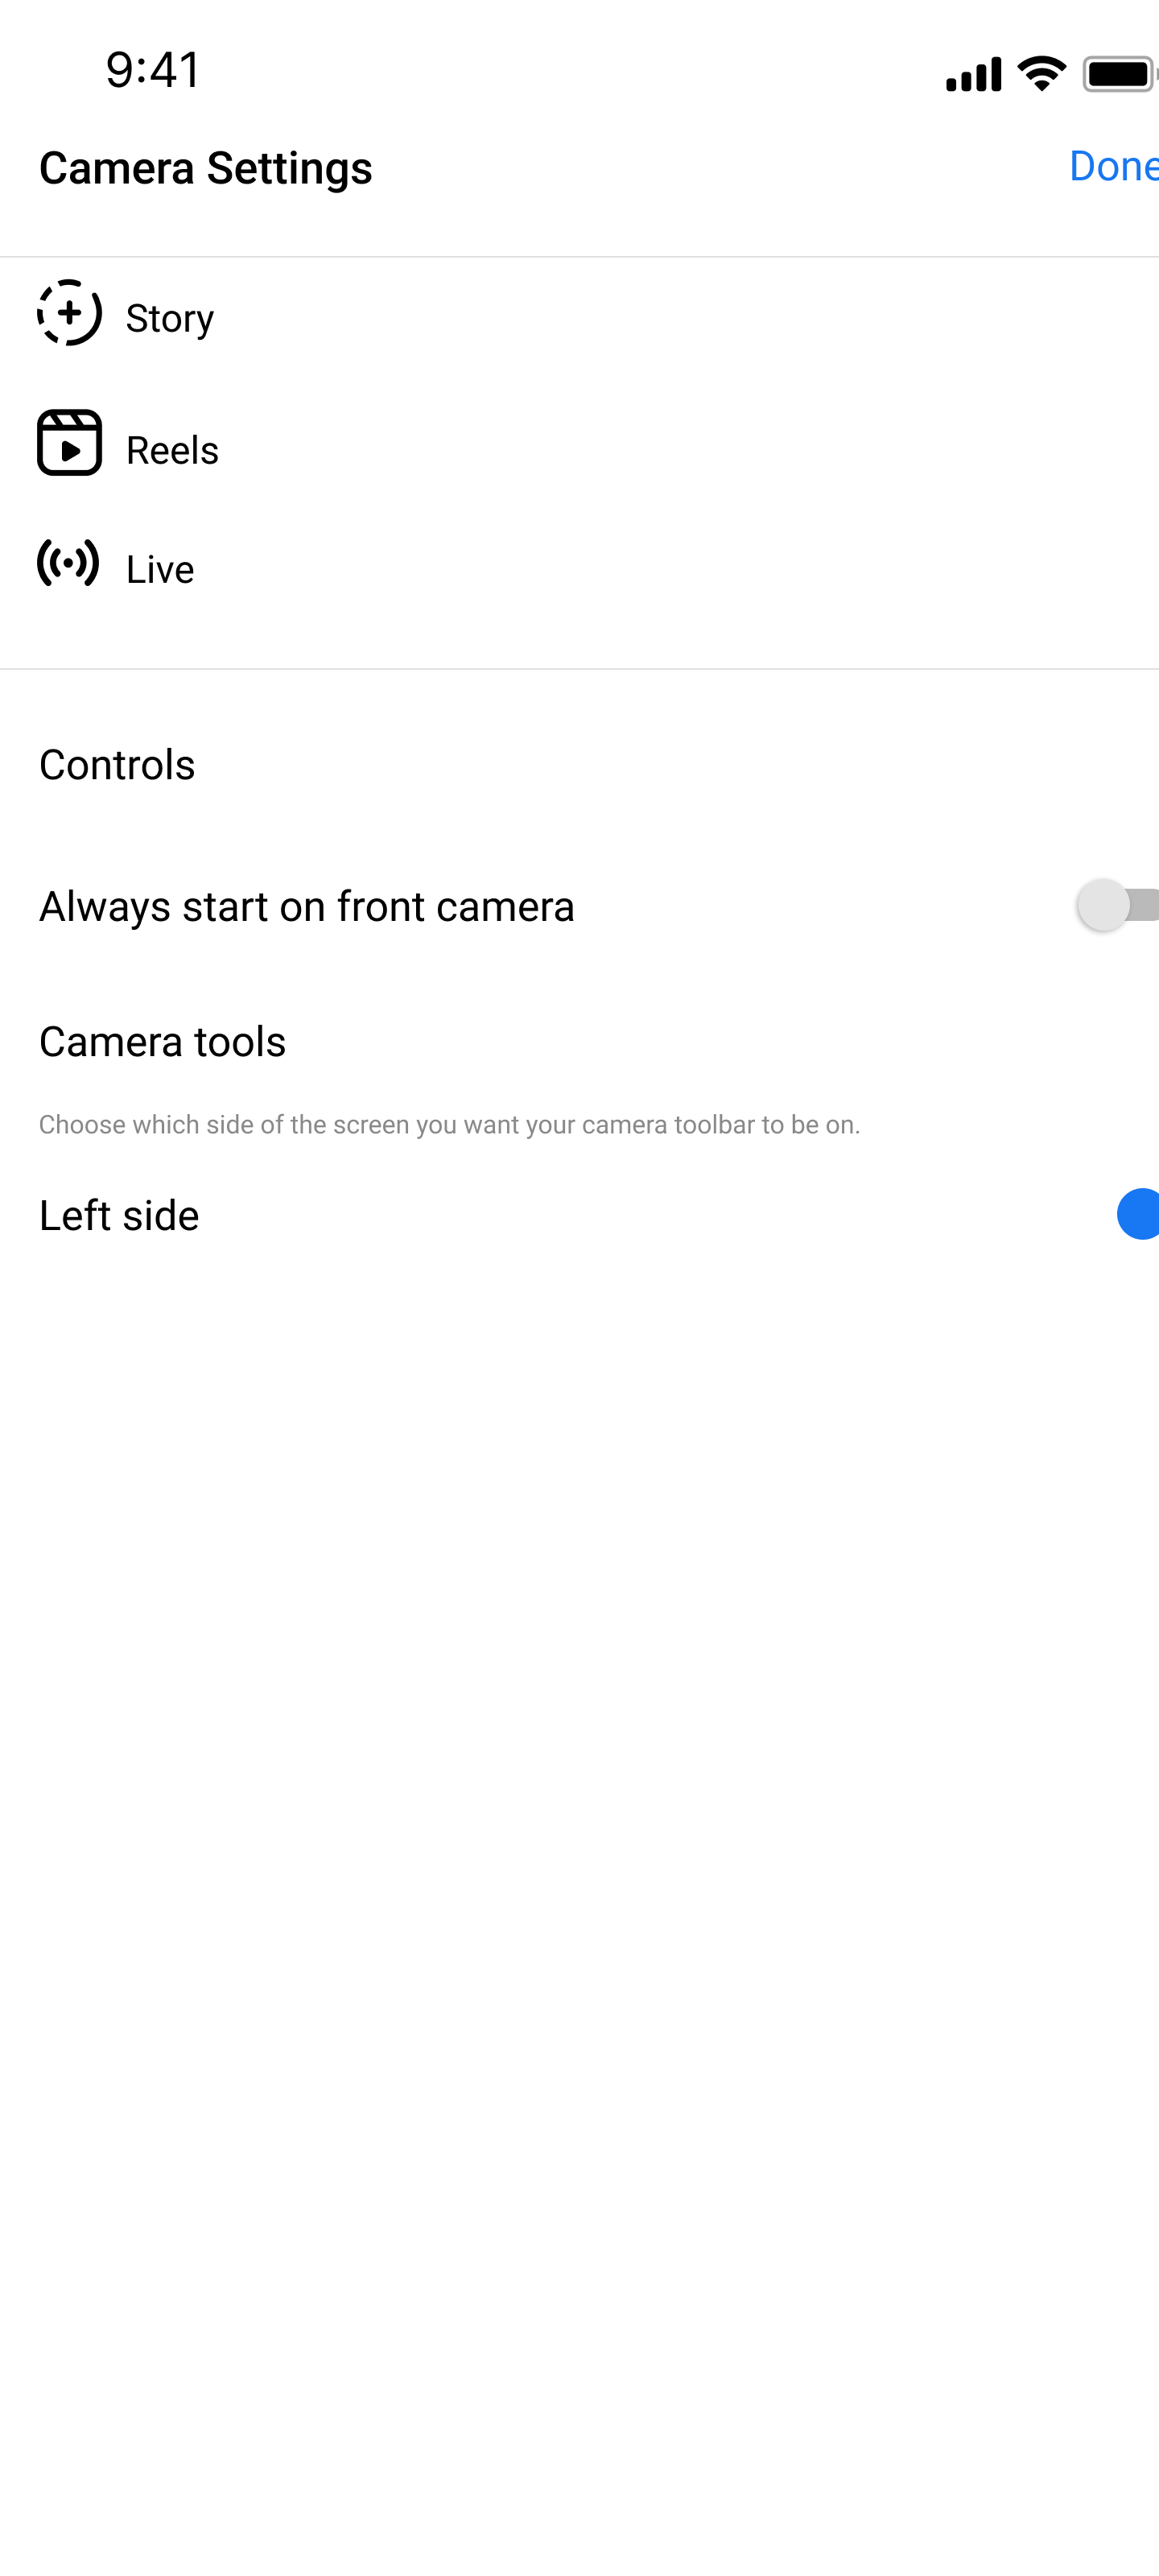 9:41
Camera Settings
Done
Story
Reels
Live
Controls
Always start on front camera
Camera tools
Choose which side of the screen you want your camera toolbar to be on.
Left side